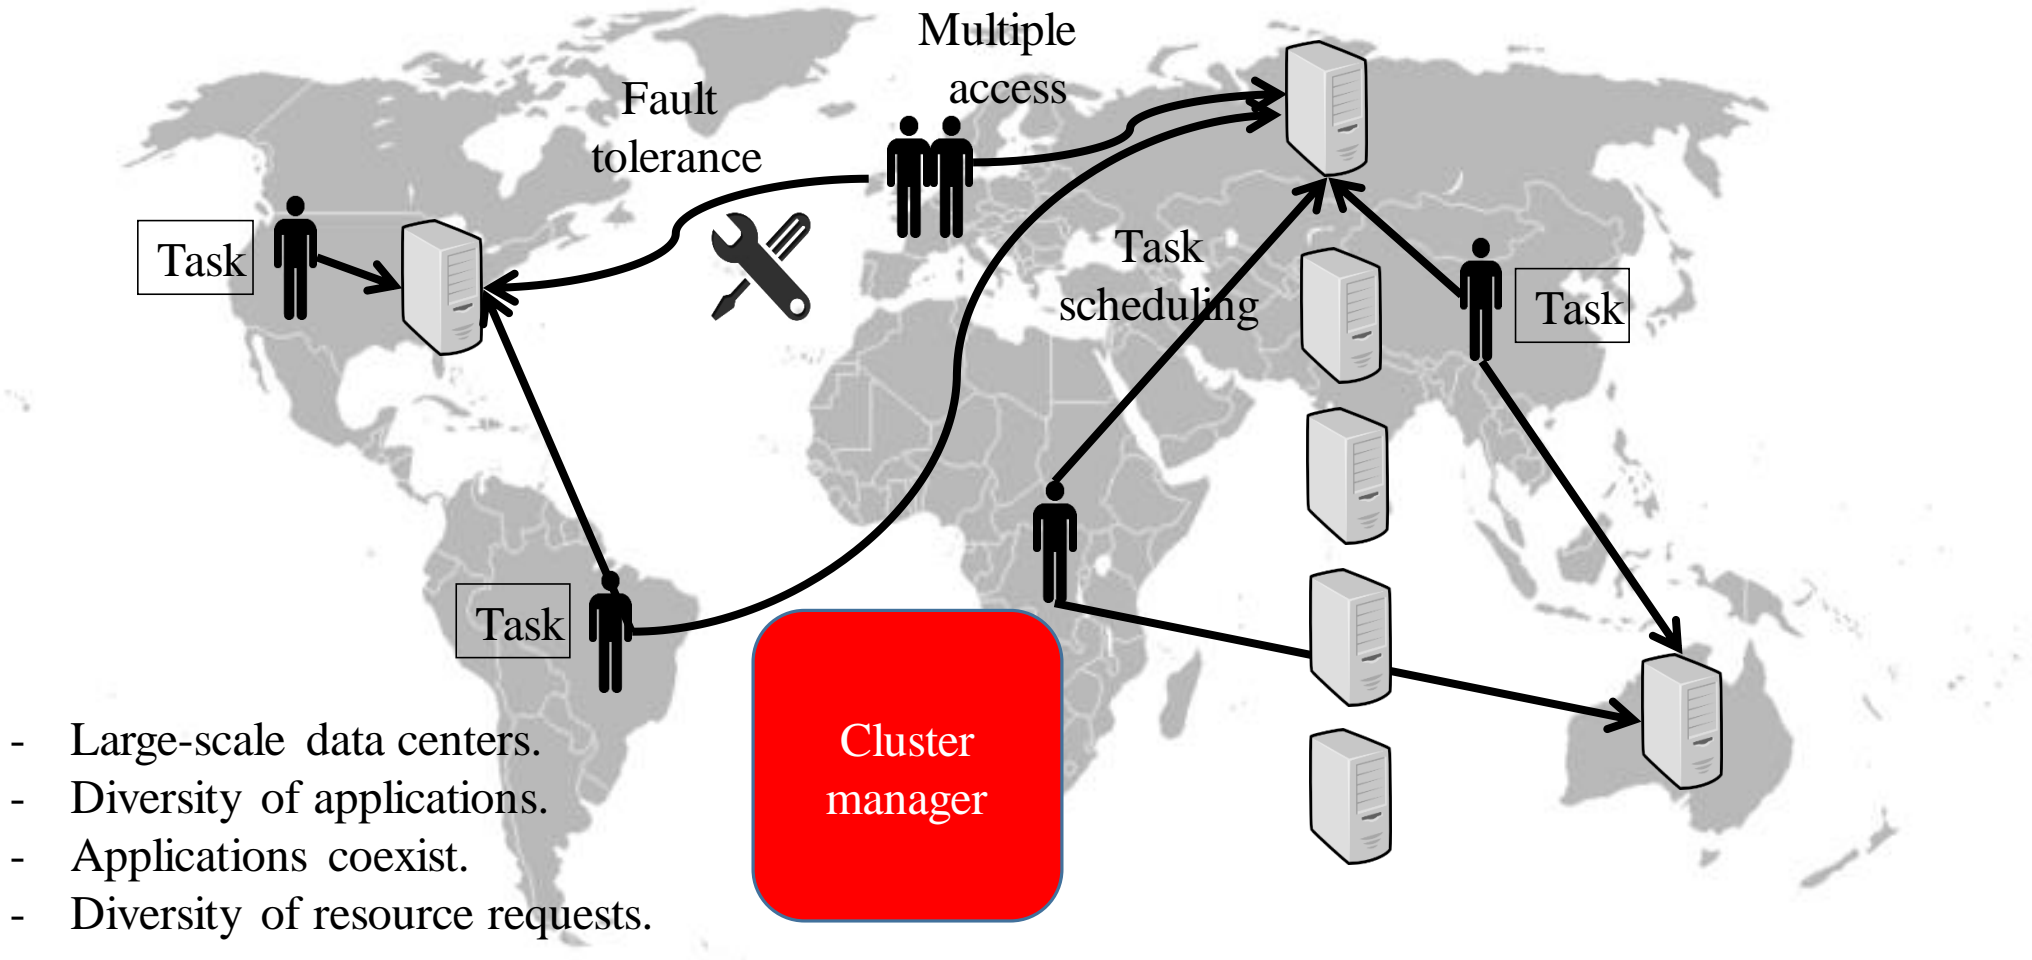 Multiple
access
Fault
tolerance
Task
Task
scheduling
Task
Task
Cluster
manager
- Large-scale data centers.
- Diversity of applications.
- Applications coexist.
- Diversity of resource requests.